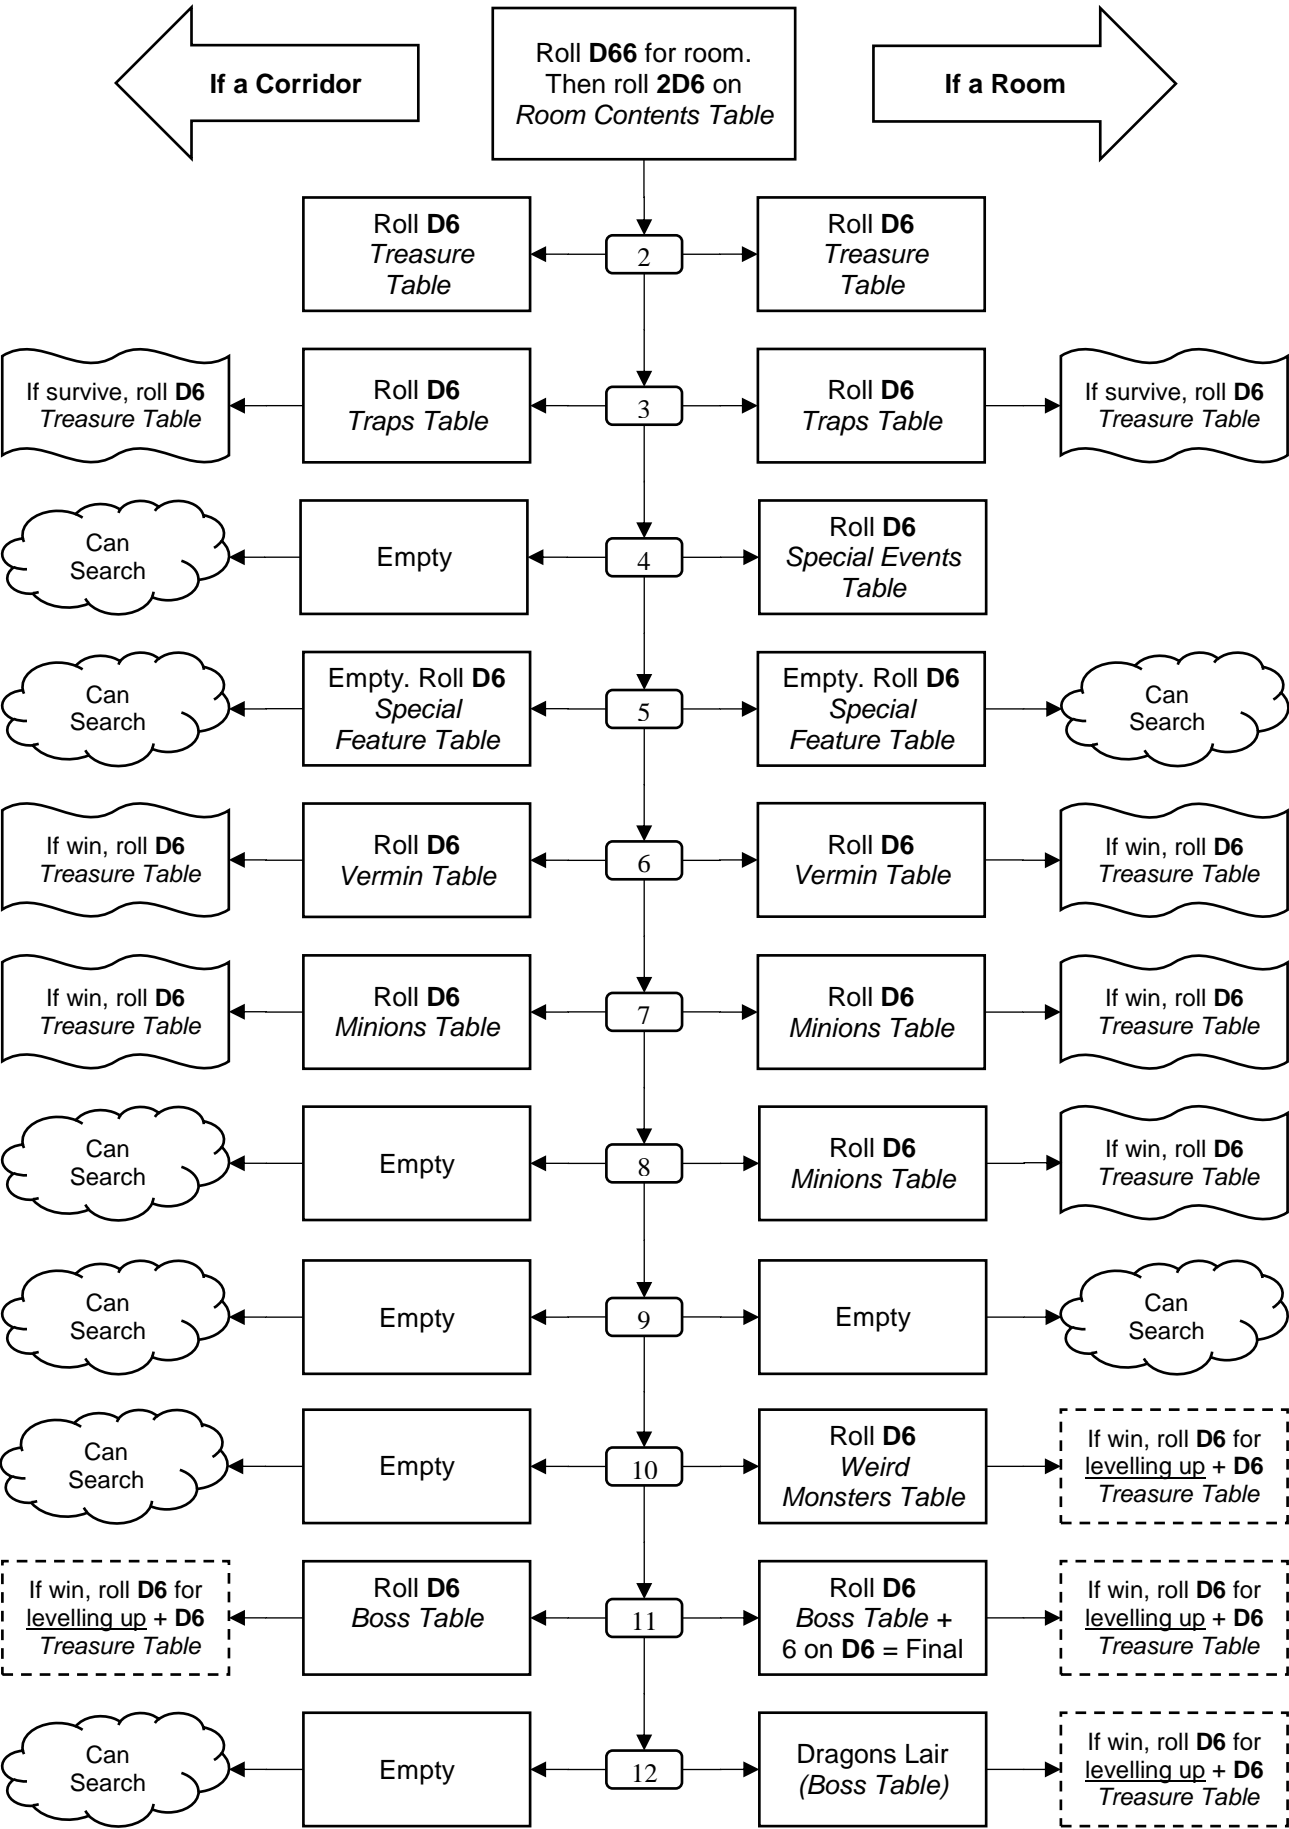 If a Corridor
Roll D66 for room.
Then roll 2D6 on
Room Contents Table
If a Room
Roll D6
Treasure
Table
2
Roll D6
Treasure
Table
If survive, roll D6
Treasure Table
Roll D6
Traps Table
3
Roll D6
Traps Table
If survive, roll D6
Treasure Table
Can
Search
Empty
4
Roll D6
Special Events
Table
Can
Search
Empty. Roll D6
Special
Feature Table
5
Empty. Roll D6
Special
Feature Table
Can
Search
If win, roll D6
Treasure Table
Roll D6
Vermin Table
6
Roll D6
Vermin Table
If win, roll D6
Treasure Table
If win, roll D6
Treasure Table
Roll D6
Minions Table
7
Roll D6
Minions Table
If win, roll D6
Treasure Table
Can
Search
Empty
8
Roll D6
Minions Table
If win, roll D6
Treasure Table
Can
Search
Empty
9
Empty
Can
Search
Can
Search
Empty
10
Roll D6
Weird
Monsters Table
If win, roll D6 for
levelling up + D6
Treasure Table
If win, roll D6 for
levelling up + D6
Treasure Table
Roll D6
Boss Table
11
Roll D6
Boss Table +
6 on D6 = Final
If win, roll D6 for
levelling up + D6
Treasure Table
Can
Search
Empty
12
Dragons Lair
(Boss Table)
If win, roll D6 for
levelling up + D6
Treasure Table